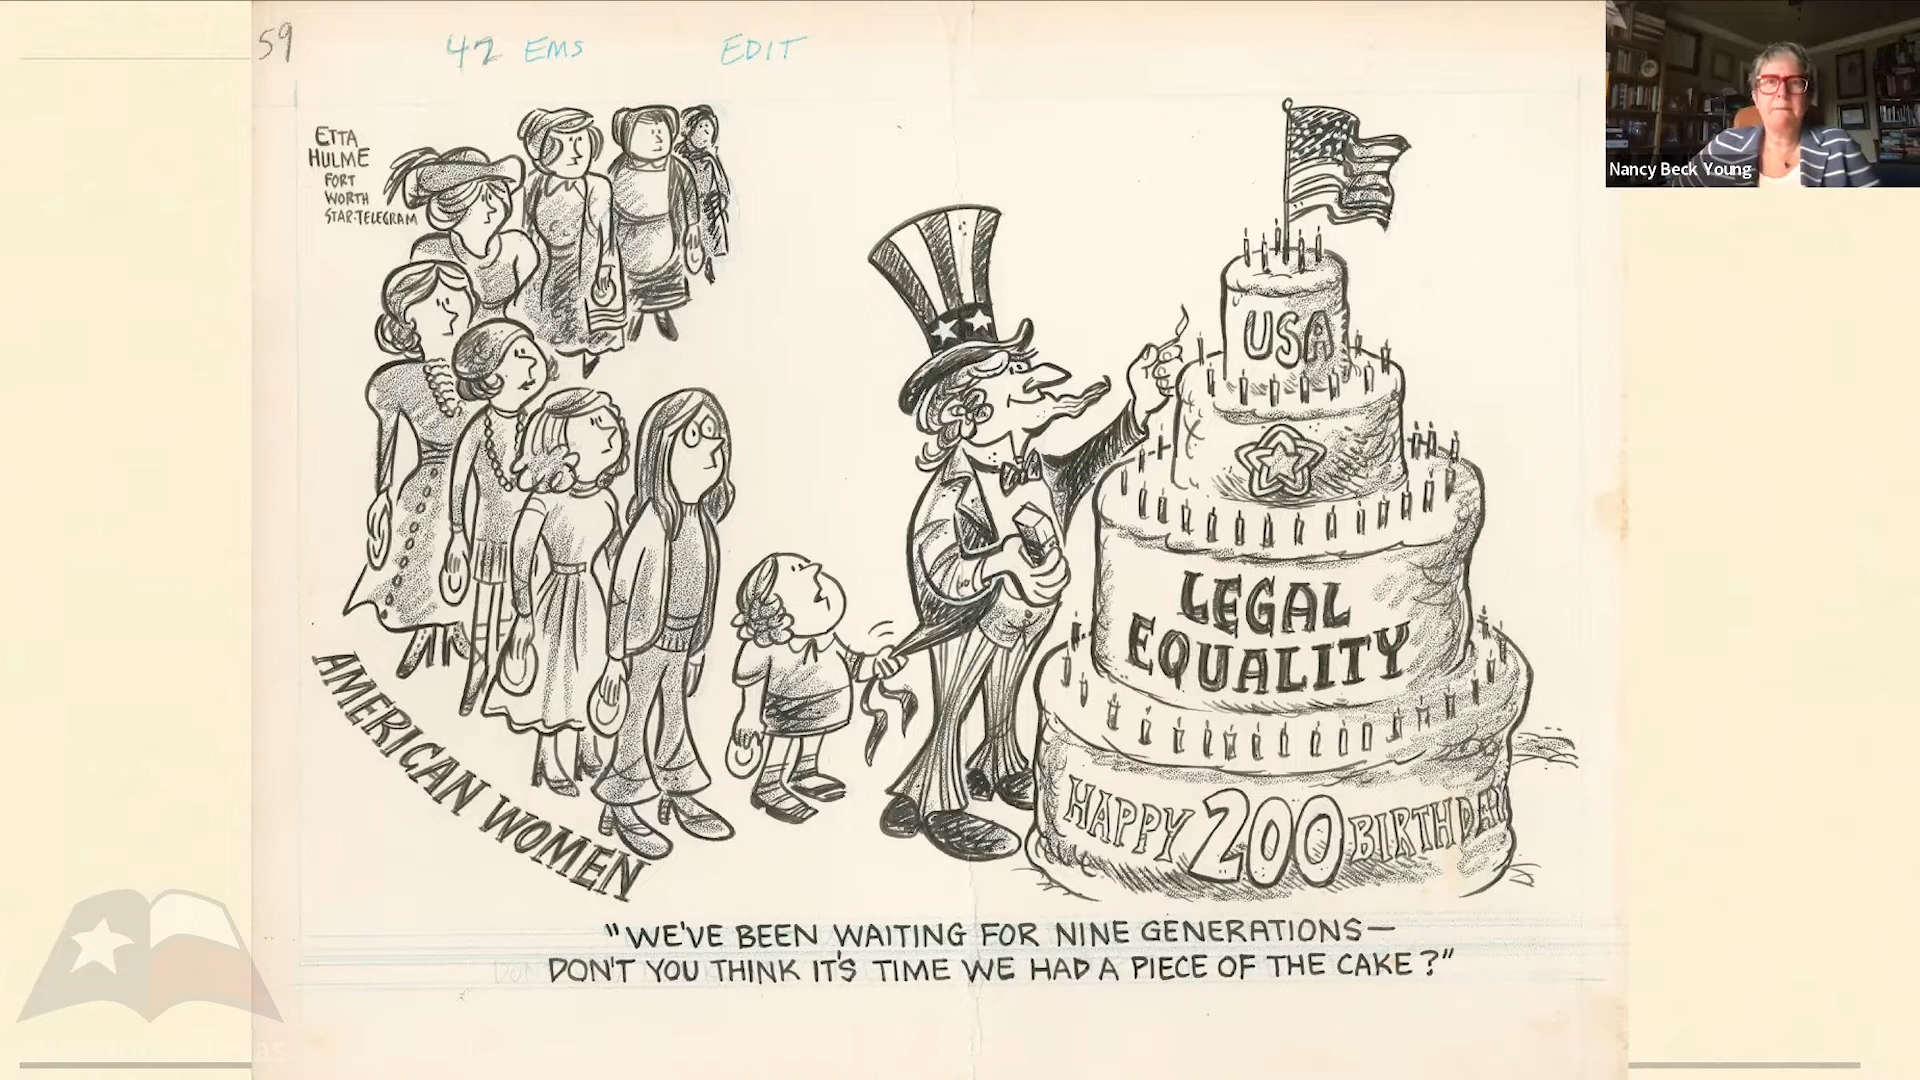 59
42 EMS EDIT
Nancy Beck Young
ETTA
HULME
FORT
WORTH
STAR-TELEGRAM
USA
LEGAL
EQUALITY
HAPPY 200 BIRTHDAY
AMERICAN WOMEN
"WE'VE BEEN WAITING FOR NINE GENERATIONS—
DON'T YOU THINK IT'S TIME WE HAD A PIECE OF THE CAKE?"